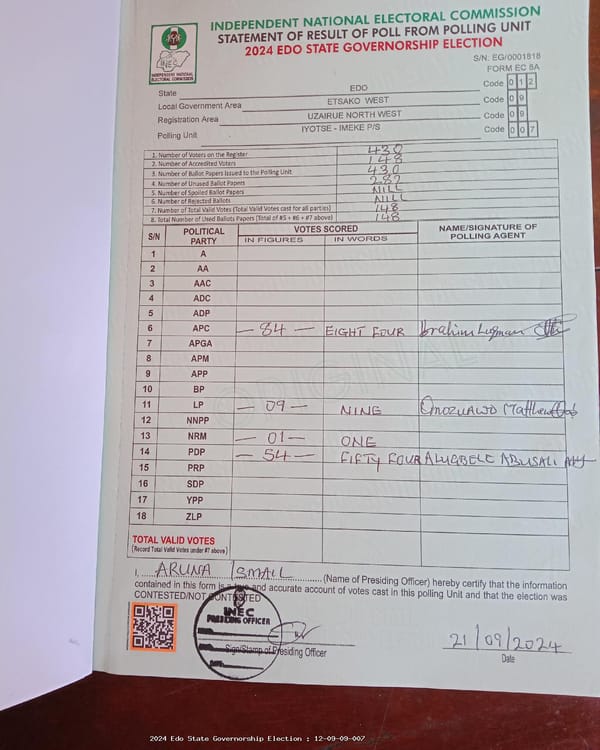 INDEPENDENT NATIONAL ELECTORAL COMMISSION
STATEMENT OF RESULT OF POLL FROM POLLING UNIT
2024 EDO STATE GOVERNORSHIP ELECTION
INEC
INDEPENDENT NATIONAL
ELECTORAL COMMISSION
S/N: EG/0001818
FORM EC 8A
State EDO Code 0 1 2
Local Government Area ETSAKO WEST Code 0 9
Registration Area UZAIRUE NORTH WEST Code 0 9
Polling Unit IYOTSE - IMEKE P/S Code 0 0 7
1. Number of Voters on the Register 430
2. Number of Accredited Voters 148
3. Number of Ballot Papers Issued to the Polling Unit 430
4. Number of Unused Ballot Papers 282
5. Number of Spoiled Ballot Papers NILL
6. Number of Rejected Ballots NILL
7. Number of Total Valid Votes (Total Valid Votes cast for all parties) 148
8. Total Number of Used Ballots Papers (Total of #5 + #6 + #7 above) 148
S/N POLITICAL PARTY VOTES SCORED NAME/SIGNATURE OF POLLING AGENT
IN FIGURES IN WORDS
1 A
2 AA
3 AAC
4 ADC
5 ADP
6 APC — 84 — EIGHT FOUR Ibrahim Luqman
7 APGA
8 APM
9 APP
10 BP
11 LP — 09 — NINE Onozuawo Matthew
12 NNPP
13 NRM — 01 — ONE
14 PDP — 54 — FIFTY FOUR ALUGBELE ABUSALI
15 PRP
16 SDP
17 YPP
18 ZLP
TOTAL VALID VOTES
(Record Total Valid Votes under #7 above)
I, ARUNA ISMAIL (Name of Presiding Officer) hereby certify that the information
contained in this form is a true and accurate account of votes cast in this polling Unit and that the election was
CONTESTED/NOT CONTESTED
INEC
PRESIDING OFFICER
Sign/Stamp of Presiding Officer
DATE:
21/09/2024
Date
2024 Edo State Governorship Election : 12-09-09-007